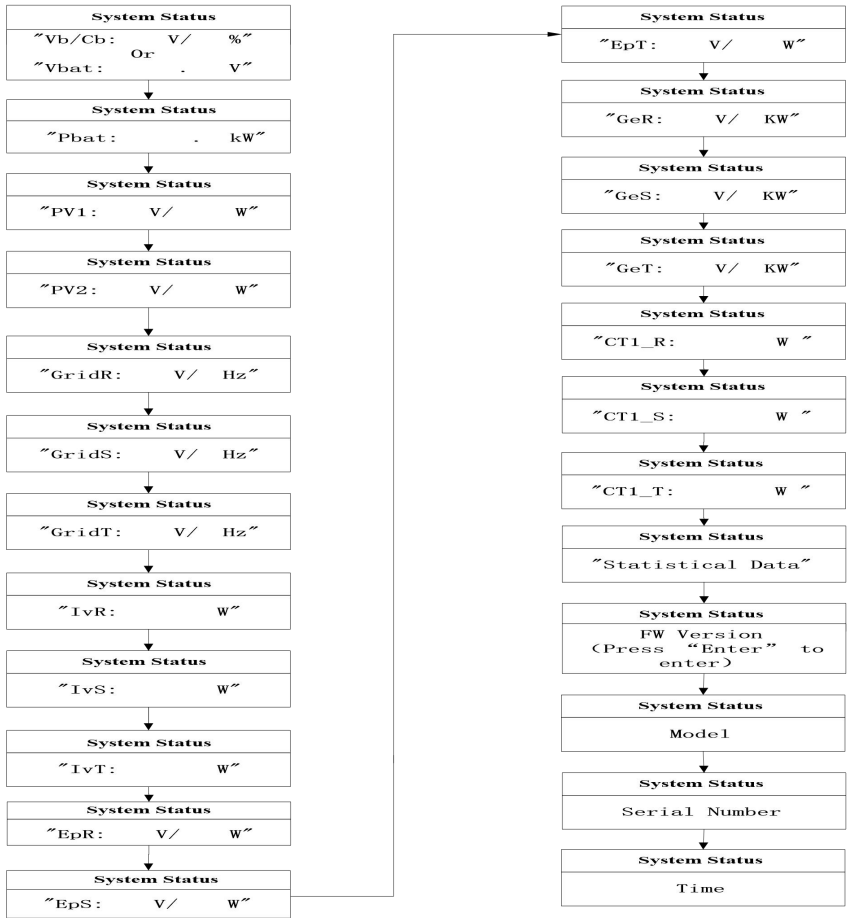 System Status
"Vb/Cb: V/ %"
Or
"Vbat: . V"
System Status
"Pbat: . kW"
System Status
"PV1: V/ W"
System Status
"PV2: V/ W"
System Status
"GridR: V/ Hz"
System Status
"GridS: V/ Hz"
System Status
"GridT: V/ Hz"
System Status
"IvR: W"
System Status
"IvS: W"
System Status
"IvT: W"
System Status
"EpR: V/ W"
System Status
"EpS: V/ W"
System Status
"EpT: V/ W"
System Status
"GeR: V/ KW"
System Status
"GeS: V/ KW"
System Status
"GeT: V/ KW"
System Status
"CT1_R: W "
System Status
"CT1_S: W "
System Status
"CT1_T: W "
System Status
"Statistical Data"
System Status
FW Version
(Press “Enter” to
enter)
System Status
Model
System Status
Serial Number
System Status
Time